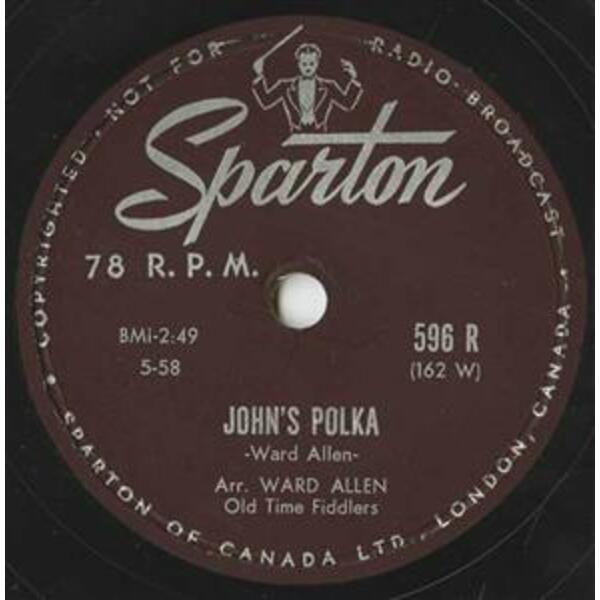 COPYRIGHTED · NOT FOR RADIO-BROADCAST
Sparton
78 R.P.M.
BMi-2:49
5-58
596 R
(162 W)
JOHN'S POLKA
-Ward Allen-
Arr. WARD ALLEN
Old Time Fiddlers
• SPARTON OF CANADA LTD., LONDON, CANADA •